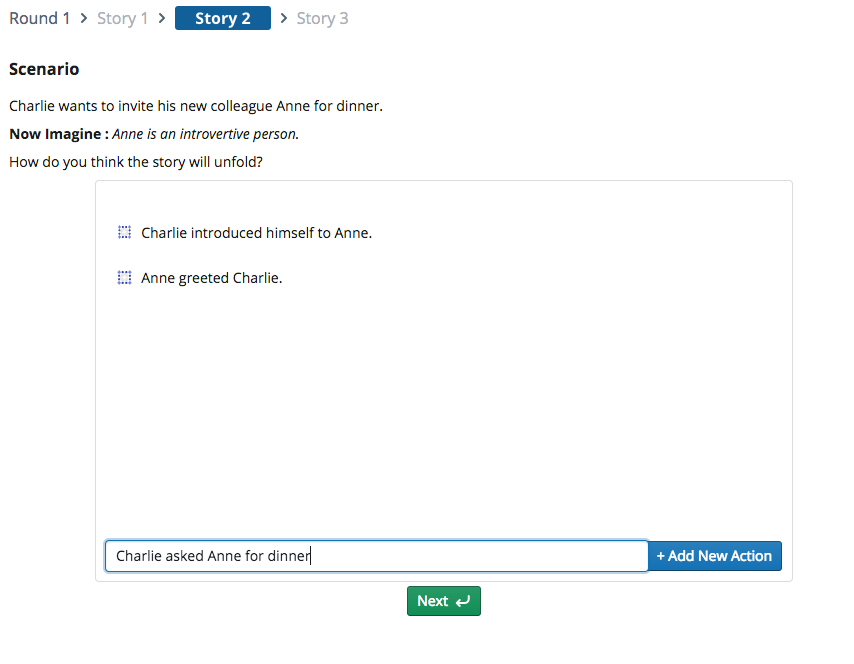 Round 1 > Story 1 > Story 2 > Story 3
Scenario
Charlie wants to invite his new colleague Anne for dinner.
Now Imagine : Anne is an introvertive person.
How do you think the story will unfold?
Charlie introduced himself to Anne.
Anne greeted Charlie.
Charlie asked Anne for dinner
+ Add New Action
Next